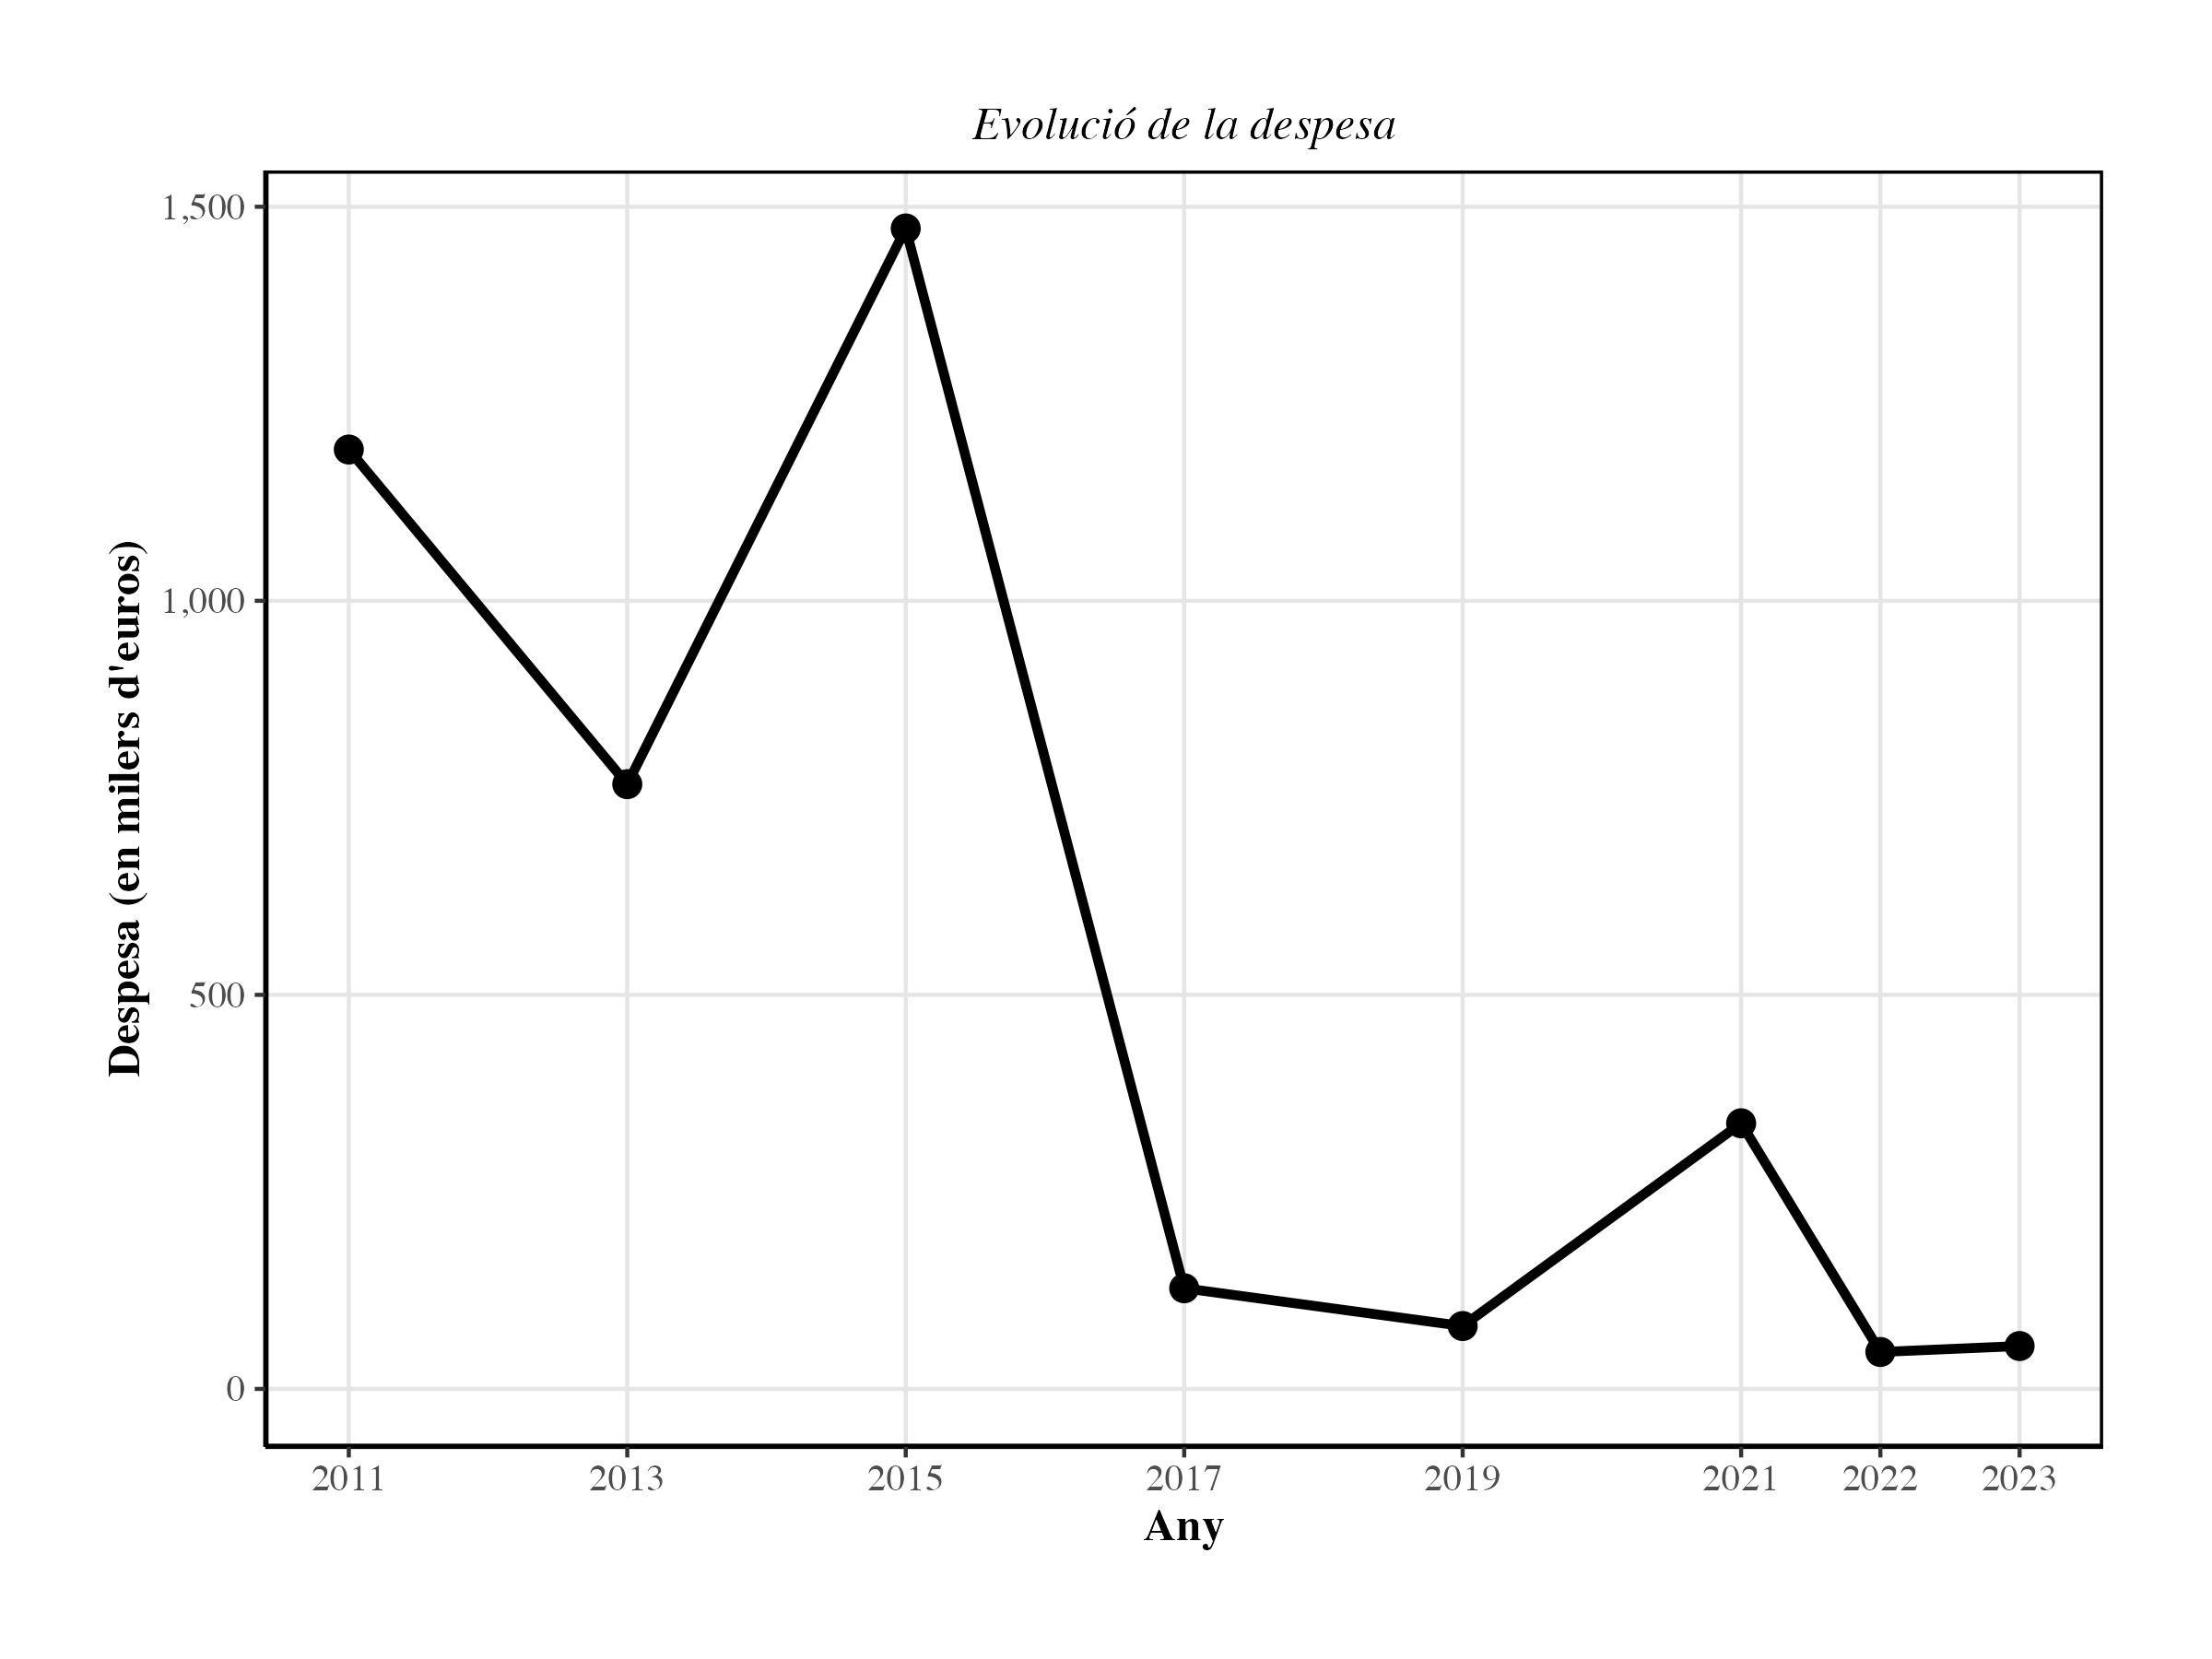 Evolució de la despesa
Despesa (en milers d'euros)
1,500
1,000
500
0
2011 2013 2015 2017 2019 2021 2022 2023
Any